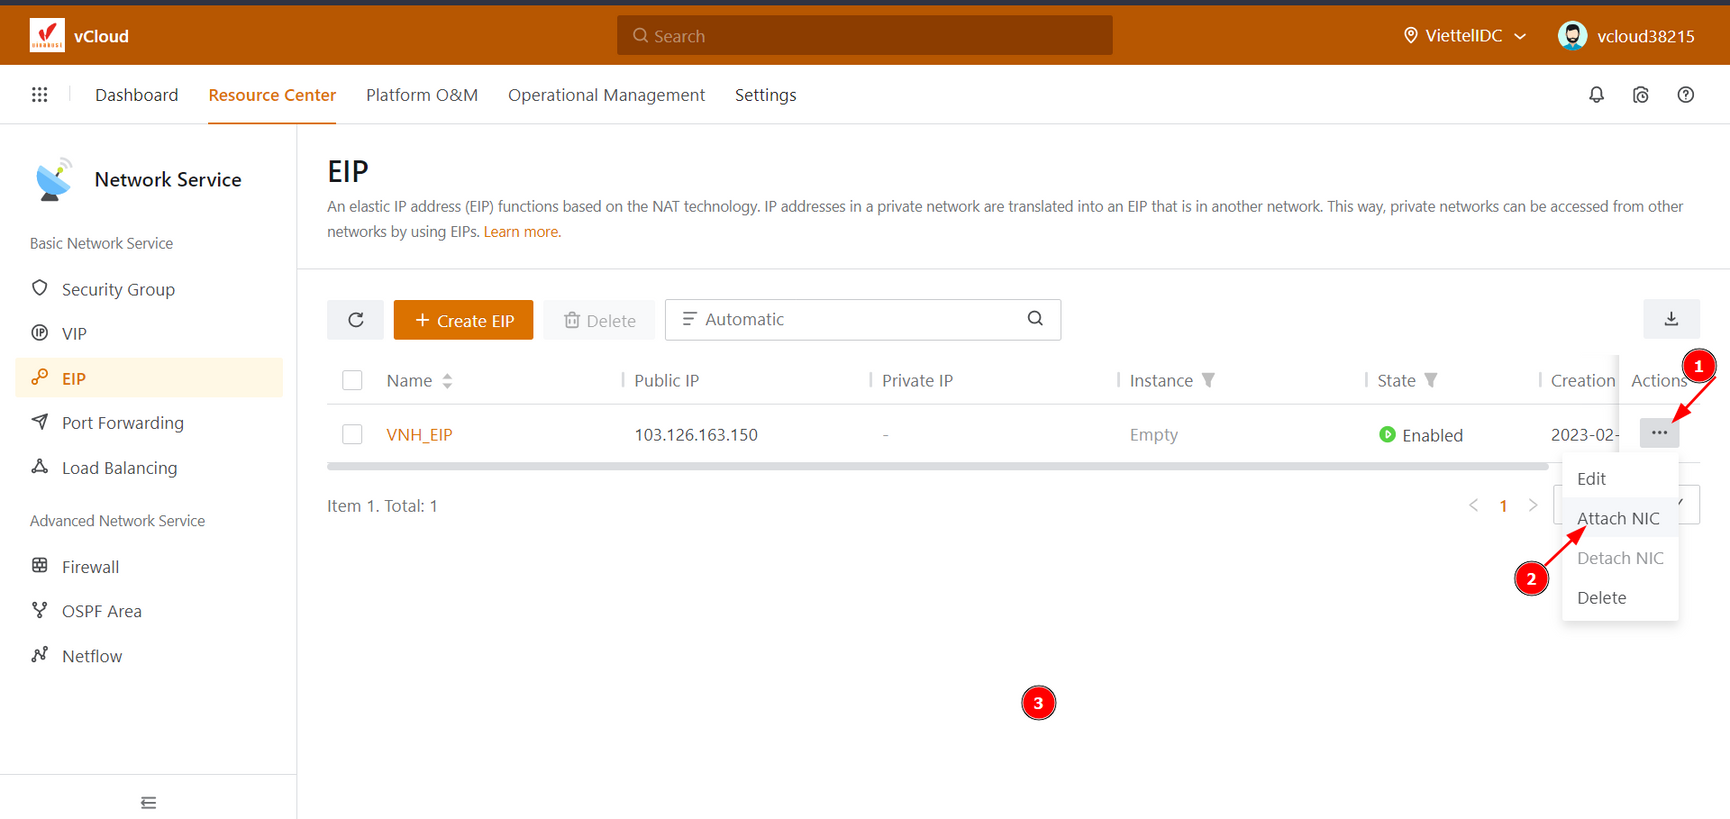 vCloud
Search
ViettelIDC
vcloud38215
Dashboard
Resource Center
Platform O&M
Operational Management
Settings
Network Service
Basic Network Service
Security Group
VIP
EIP
Port Forwarding
Load Balancing
Advanced Network Service
Firewall
OSPF Area
Netflow
EIP
An elastic IP address (EIP) functions based on the NAT technology. IP addresses in a private network are translated into an EIP that is in another network. This way, private networks can be accessed from other
networks by using EIPs. Learn more.
+ Create EIP
Delete
Automatic
Name
Public IP
Private IP
Instance
State
Creation
Actions
1
VNH_EIP
103.126.163.150
-
Empty
Enabled
2023-02-
Item 1. Total: 1
< 1 >
Edit
Attach NIC
Detach NIC
Delete
2
3